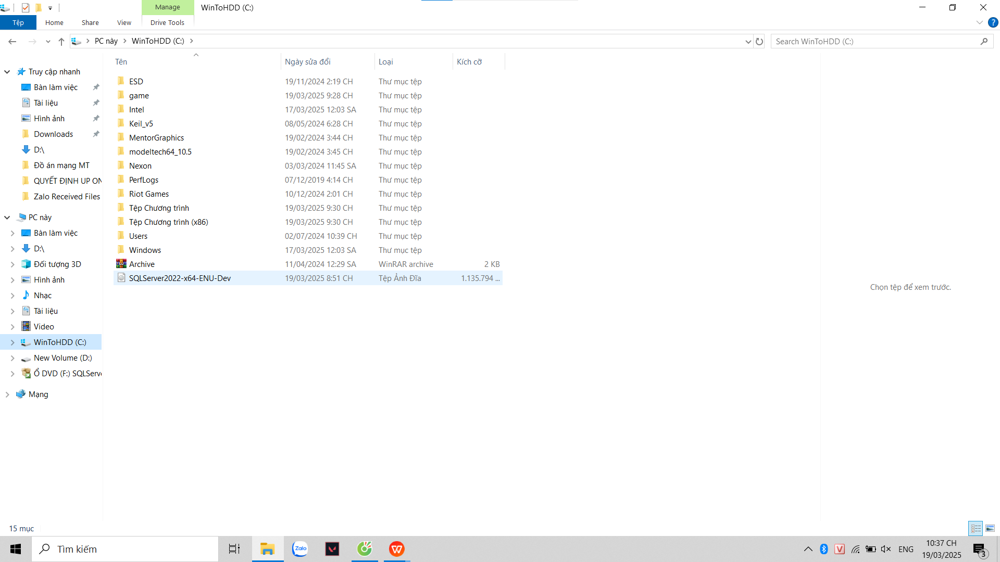 Manage
WinToHDD (C:)
Tệp
Home
Share
View
Drive Tools
PC này
WinToHDD (C:)
Search WinToHDD (C:)
Tên
Ngày sửa đổi
Loại
Kích cỡ
Truy cập nhanh
Bàn làm việc
Tài liệu
Hình ảnh
Downloads
D:\
Đồ án mạng MT
QUYẾT ĐỊNH UP ON
Zalo Received Files
PC này
Bàn làm việc
D:\
Đối tượng 3D
Hình ảnh
Nhạc
Tài liệu
Video
WinToHDD (C:)
New Volume (D:)
Ổ DVD (F:) SQLServe
Mạng
ESD 19/11/2024 2:19 CH Thư mục tệp
game 19/03/2025 9:28 CH Thư mục tệp
Intel 17/03/2025 12:03 SA Thư mục tệp
Keil_v5 08/05/2024 6:28 CH Thư mục tệp
MentorGraphics 19/02/2024 3:44 CH Thư mục tệp
modeltech64_10.5 19/02/2024 3:45 CH Thư mục tệp
Nexon 03/03/2024 11:45 SA Thư mục tệp
PerfLogs 07/12/2019 4:14 CH Thư mục tệp
Riot Games 10/12/2024 2:01 CH Thư mục tệp
Tệp Chương trình 19/03/2025 9:30 CH Thư mục tệp
Tệp Chương trình (x86) 19/03/2025 9:30 CH Thư mục tệp
Users 02/07/2024 10:39 CH Thư mục tệp
Windows 17/03/2025 12:03 SA Thư mục tệp
Archive 11/04/2024 12:29 SA WinRAR archive 2 KB
SQLServer2022-x64-ENU-Dev 19/03/2025 8:51 CH Tệp Ảnh Đĩa 1.135.794 ...
Chọn tệp để xem trước.
15 mục
Tìm kiếm
Zalo
ENG
10:37 CH
19/03/2025
3